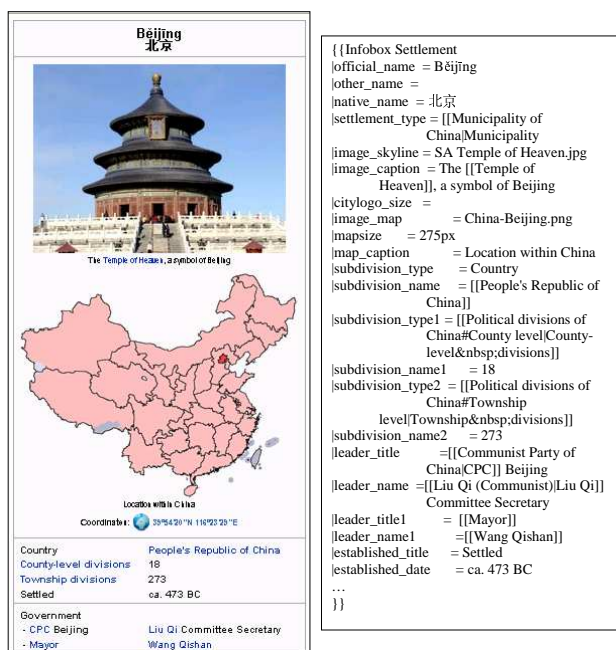 Běijīng
北京
The Temple of Heaven, a symbol of Beijing
Location within China
Coordinates: 39°54′20″N 116°23′29″E
Country People's Republic of China
County-level divisions 18
Township divisions 273
Settled ca. 473 BC
Government
- CPC Beijing Liu Qi Committee Secretary
- Mayor Wang Qishan
{{Infobox Settlement
|official_name = Běijīng
|other_name =
|native_name = 北京
|settlement_type = [[Municipality of
China|Municipality
|image_skyline = SA Temple of Heaven.jpg
|image_caption = The [[Temple of
Heaven]], a symbol of Beijing
|citylogo_size =
|image_map = China-Beijing.png
|mapsize = 275px
|map_caption = Location within China
|subdivision_type = Country
|subdivision_name = [[People's Republic of
China]]
|subdivision_type1 = [[Political divisions of
China#County level|County-
level&nbsp;divisions]]
|subdivision_name1 = 18
|subdivision_type2 = [[Political divisions of
China#Township
level|Township&nbsp;divisions]]
|subdivision_name2 = 273
|leader_title =[[Communist Party of
China|CPC]] Beijing
|leader_name =[[Liu Qi (Communist)|Liu Qi]]
Committee Secretary
|leader_title1 = [[Mayor]]
|leader_name1 =[[Wang Qishan]]
|established_title = Settled
|established_date = ca. 473 BC
…
}}